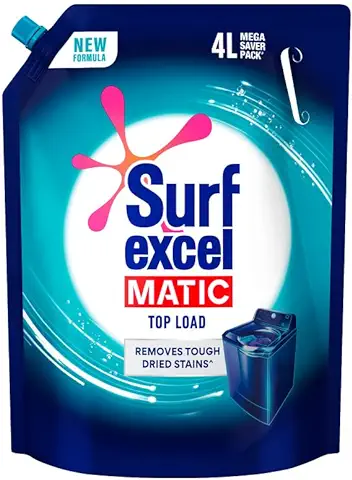 NEW
FORMULA
4L MEGA
SAVER
PACK*
Surf
excel
MATIC
TOP LOAD
REMOVES TOUGH
DRIED STAINS^